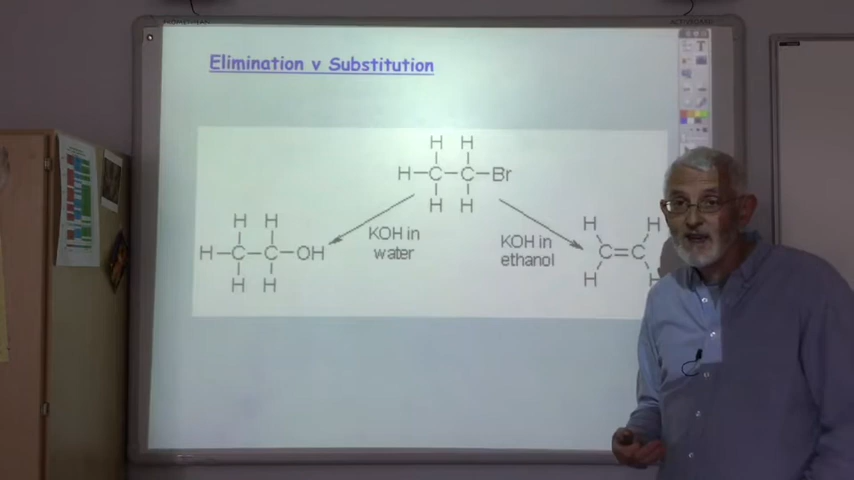 Elimination v Substitution
H H
H-C-C-Br
H H
KOH in
water
KOH in
ethanol
H H
H-C-C-OH
H H
H H
C=C
H H
T